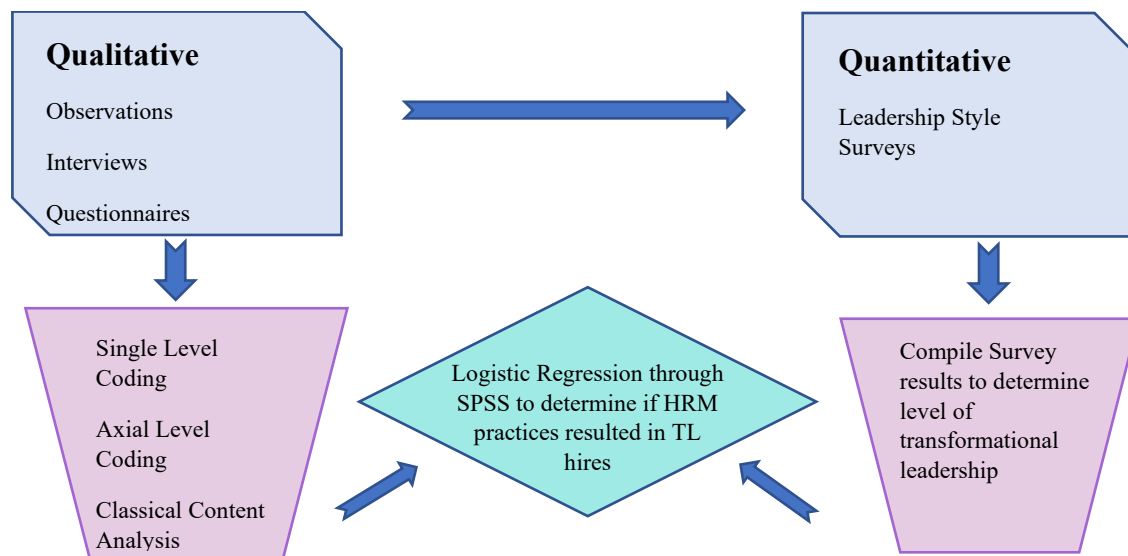 Qualitative
Observations
Interviews
Questionnaires
Quantitative
Leadership Style
Surveys
Single Level
Coding
Axial Level
Coding
Classical Content
Analysis
Logistic Regression through
SPSS to determine if HRM
practices resulted in TL
hires
Compile Survey
results to determine
level of
transformational
leadership